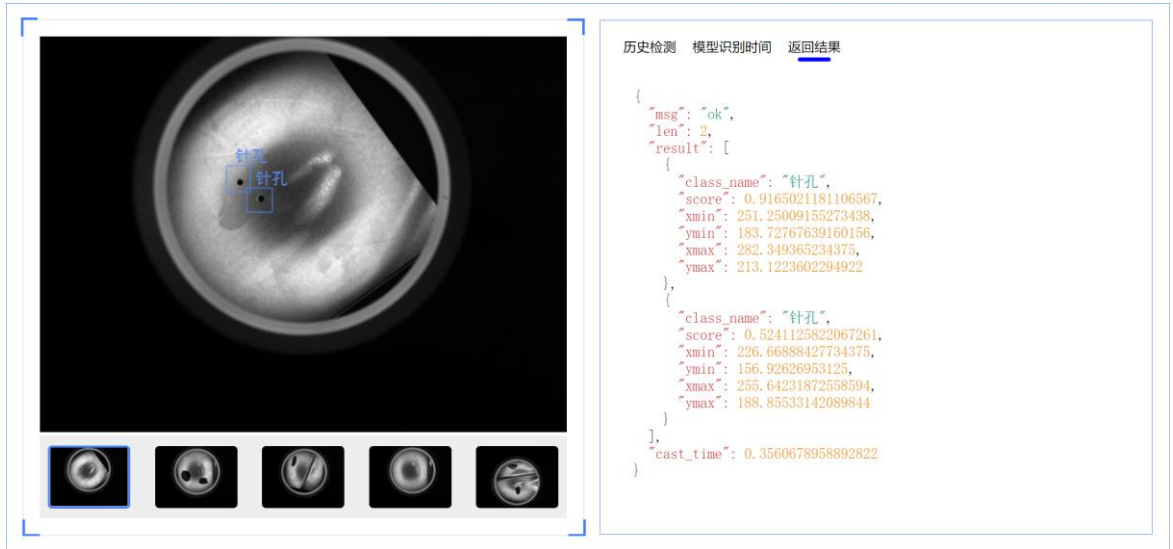 针孔
针孔
历史检测 模型识别时间 返回结果
{
"msg": "ok",
"len": 2,
"result": [
{
"class_name": "针孔",
"score": 0.9165021181106567,
"xmin": 251.25009155273438,
"ymin": 183.72767639160156,
"xmax": 282.349365234375,
"ymax": 213.1223602294922
},
{
"class_name": "针孔",
"score": 0.5241125822067261,
"xmin": 226.66888427734375,
"ymin": 156.92626953125,
"xmax": 255.64231872558594,
"ymax": 188.85533142089844
}
],
"cast_time": 0.3560678958892822
}